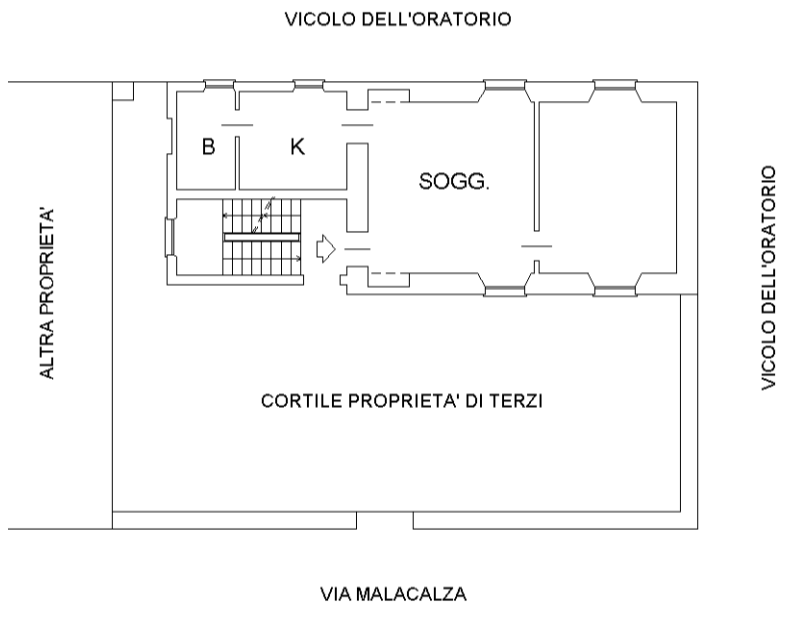 VICOLO DELL'ORATORIO
B
K
SOGG.
ALTRA PROPRIETA'
VICOLO DELL'ORATORIO
CORTILE PROPRIETA' DI TERZI
VIA MALACALZA